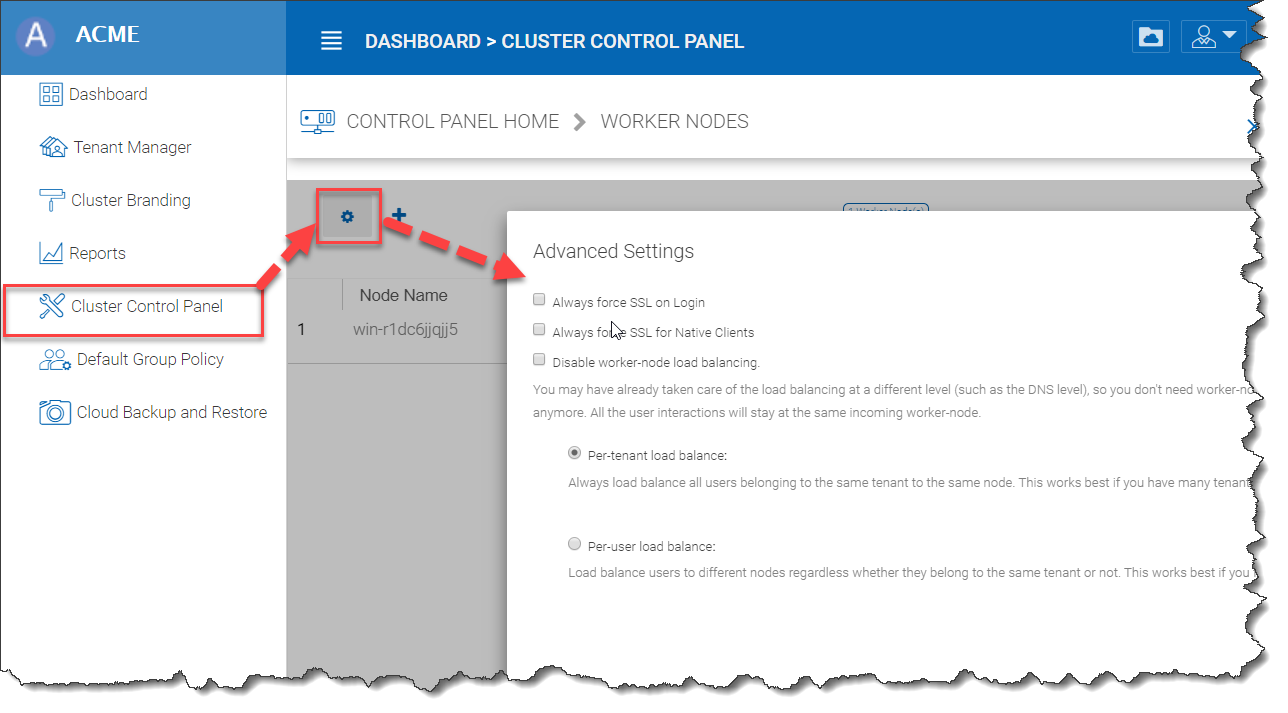 A ACME
DASHBOARD > CLUSTER CONTROL PANEL
Dashboard
Tenant Manager
Cluster Branding
Reports
Cluster Control Panel
Default Group Policy
Cloud Backup and Restore
CONTROL PANEL HOME
WORKER NODES
1 Worker Node(s)
Node Name
1 win-r1dc6jjqjj5
Advanced Settings
Always force SSL on Login
Always force SSL for Native Clients
Disable worker-node load balancing.
You may have already taken care of the load balancing at a different level (such as the DNS level), so you don't need worker-no
anymore. All the user interactions will stay at the same incoming worker-node.
Per-tenant load balance:
Always load balance all users belonging to the same tenant to the same node. This works best if you have many tenant
Per-user load balance:
Load balance users to different nodes regardless whether they belong to the same tenant or not. This works best if you